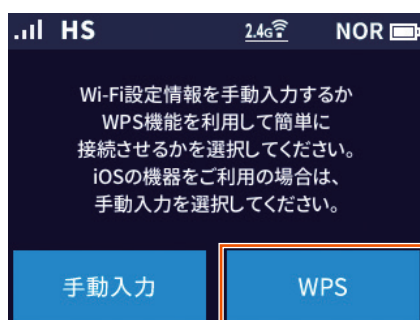 HS 2.4G NOR
Wi-Fi設定情報を手動入力するか
WPS機能を利用して簡単に
接続させるかを選択してください。
iOSの機器をご利用の場合は、
手動入力を選択してください。
手動入力 WPS